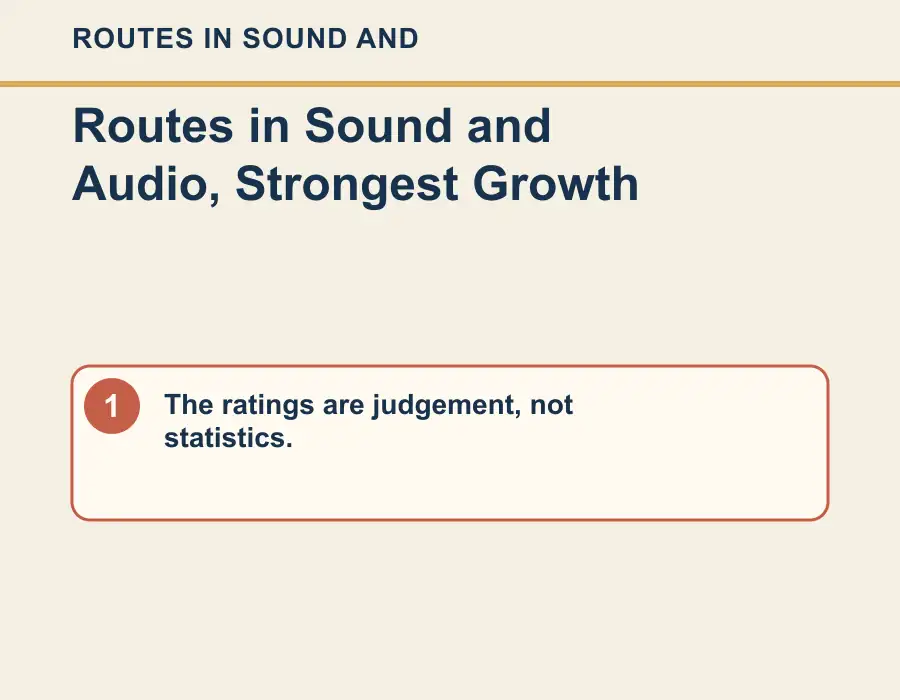 ROUTES IN SOUND AND
Routes in Sound and
Audio, Strongest Growth
1
The ratings are judgement, not
statistics.